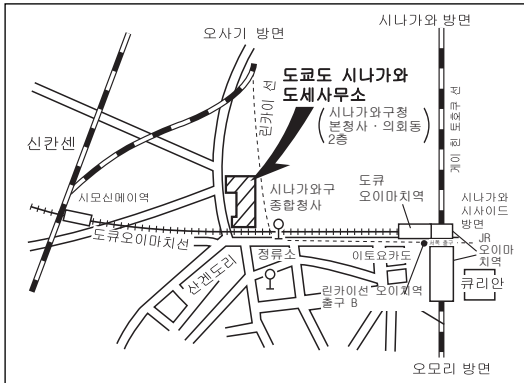 오사기 방면
시나가와 방면
도쿄도 시나가와
도세사무소
시나가와구청
본청사 · 의회동
2층
린카이 선
게이힌 토호쿠 선
신칸센
시모신메이역
시나가와구
종합청사
도큐
오이마치역
시나가와
시사이드
방면
도큐오이마치선
정류소
이토요카도
서쪽 출구
JR
오이마
치역
산겐도리
린카이선 오이치역
출구 B
큐리안
오모리 방면